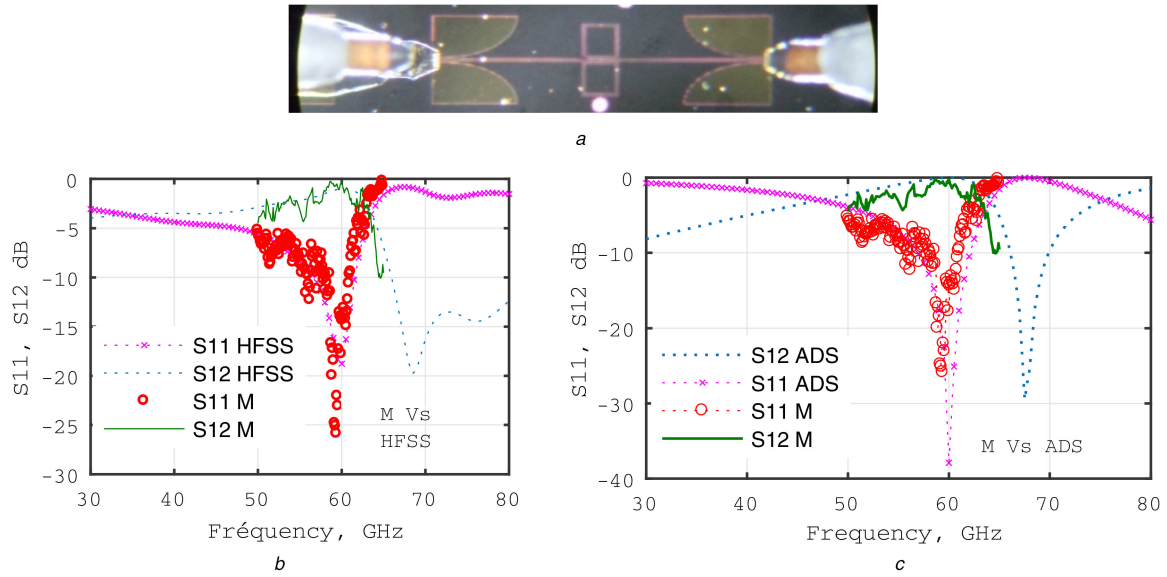 a
0
-5
-10
-15
-20
-25
-30
S11, S12 dB
S11 HFSS
S12 HFSS
S11 M
S12 M
M Vs
HFSS
30 40 50 60 70 80
Fréquency, GHz
b
0
-10
-20
-30
-40
S11, S12 dB
S12 ADS
S11 ADS
S11 M
S12 M
M Vs ADS
30 40 50 60 70 80
Frequency, GHz
c